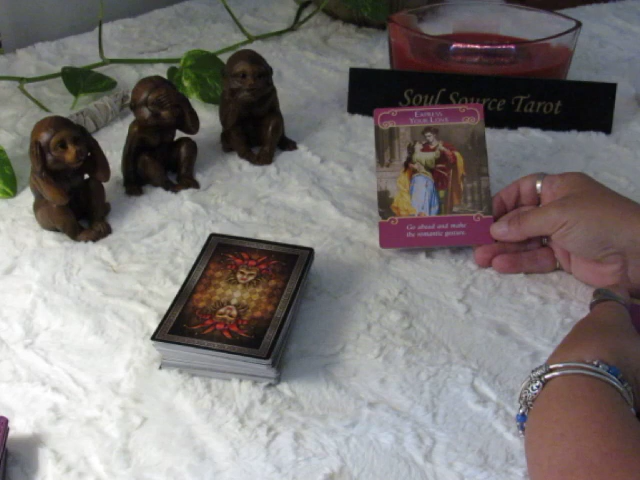 Soul Source Tarot
EXPRESS
YOUR LOVE
Go ahead and make
the romantic gesture.